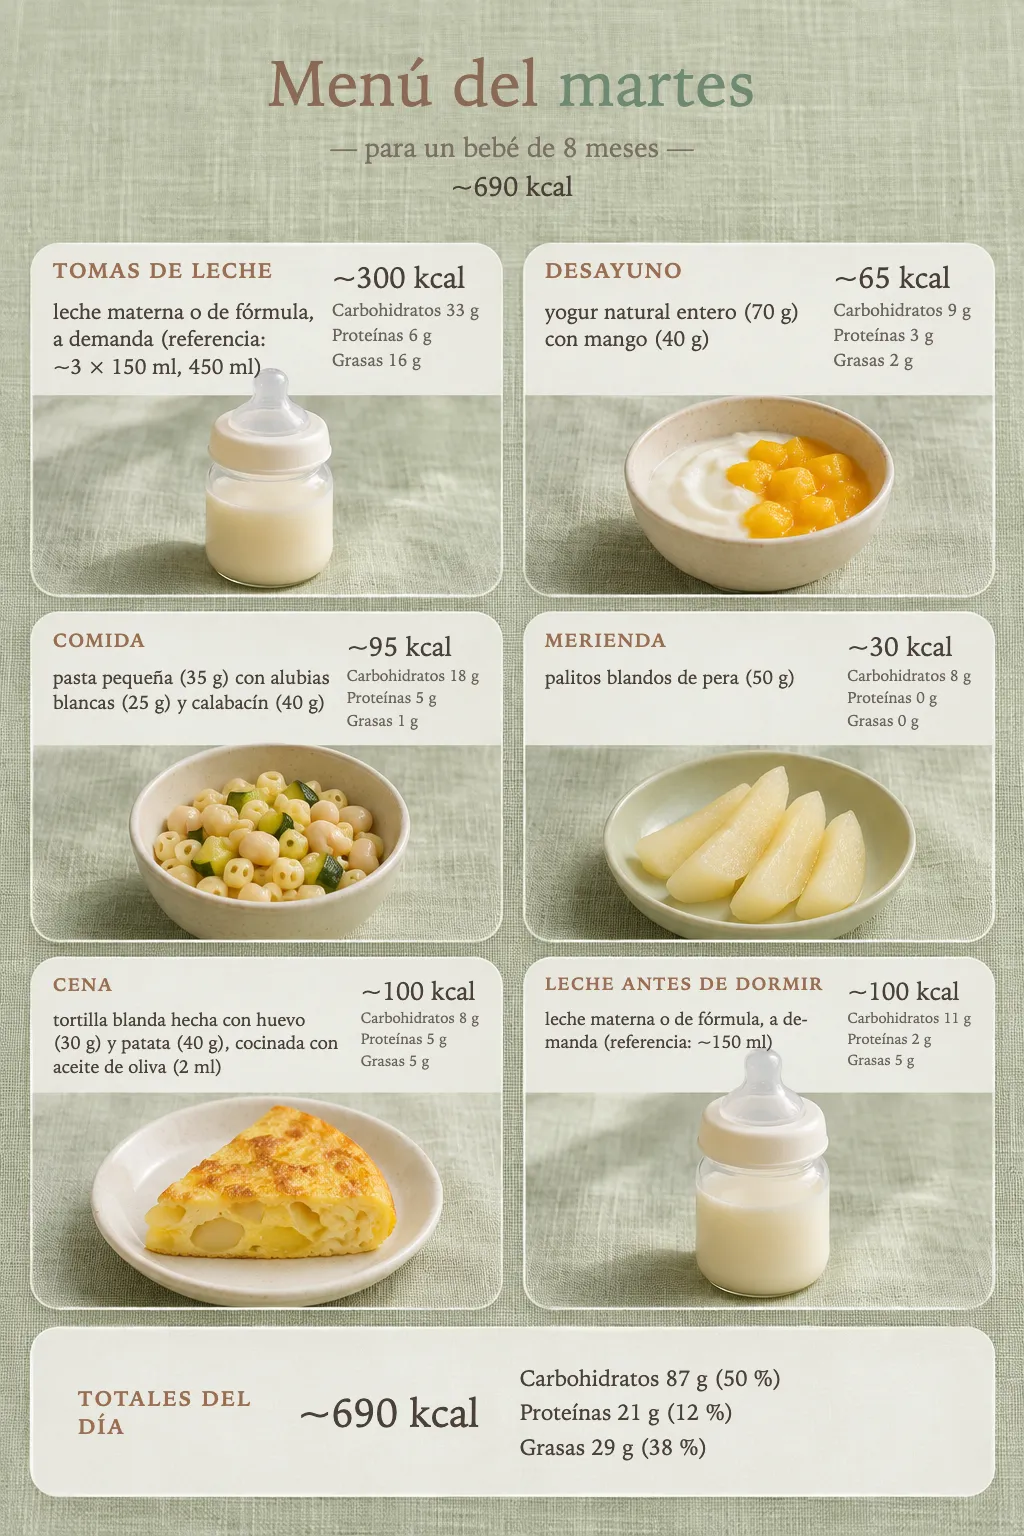 Menú del martes
— para un bebé de 8 meses —
~690 kcal
TOMAS DE LECHE
leche materna o de fórmula,
a demanda (referencia:
~3 × 150 ml, 450 ml)
~300 kcal
Carbohidratos 33 g
Proteínas 6 g
Grasas 16 g
DESAYUNO
yogur natural entero (70 g)
con mango (40 g)
~65 kcal
Carbohidratos 9 g
Proteínas 3 g
Grasas 2 g
COMIDA
pasta pequeña (35 g) con alubias
blancas (25 g) y calabacín (40 g)
~95 kcal
Carbohidratos 18 g
Proteínas 5 g
Grasas 1 g
MERIENDA
palitos blandos de pera (50 g)
~30 kcal
Carbohidratos 8 g
Proteínas 0 g
Grasas 0 g
CENA
tortilla blanda hecha con huevo
(30 g) y patata (40 g), cocinada con
aceite de oliva (2 ml)
~100 kcal
Carbohidratos 8 g
Proteínas 5 g
Grasas 5 g
LECHE ANTES DE DORMIR
leche materna o de fórmula, a de-
manda (referencia: ~150 ml)
~100 kcal
Carbohidratos 11 g
Proteínas 2 g
Grasas 5 g
TOTALES DEL
DÍA
~690 kcal
Carbohidratos 87 g (50 %)
Proteínas 21 g (12 %)
Grasas 29 g (38 %)